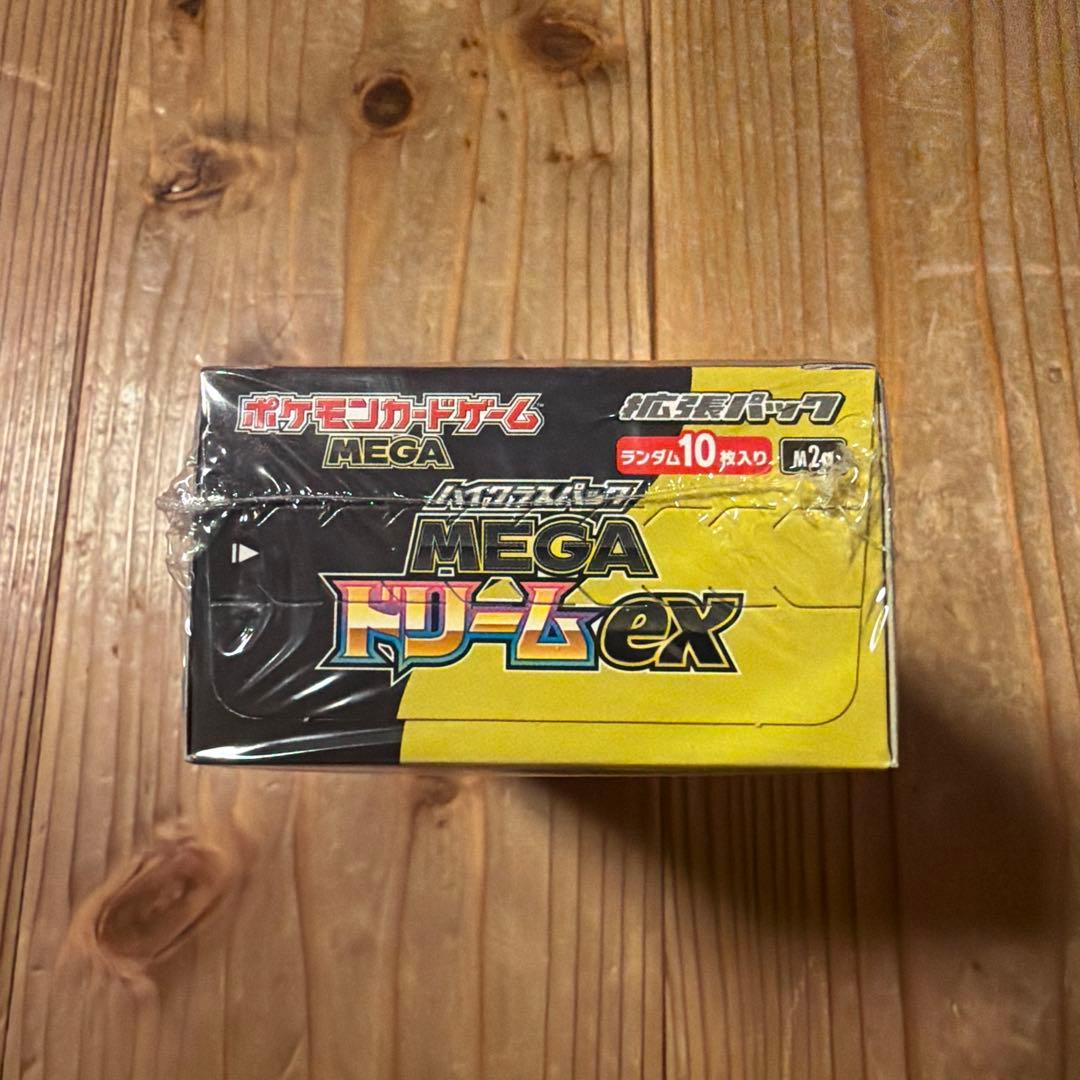 ポケモンカードゲーム
MEGA
拡張パック
ランダム10枚入り M2a
ハイクラスパック
MEGA
ドリームex